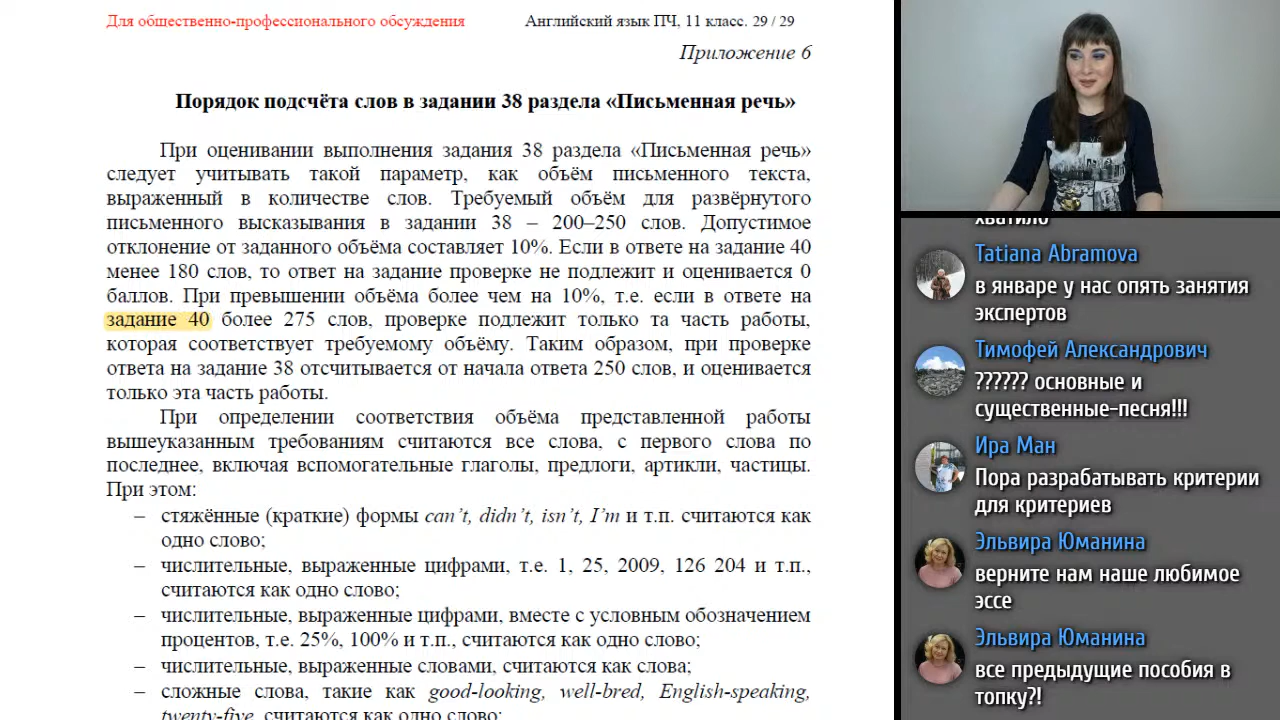 Для общественно-профессионального обсуждения Английский язык ПЧ, 11 класс. 29 / 29
Приложение 6
Порядок подсчёта слов в задании 38 раздела «Письменная речь»
При оценивании выполнения задания 38 раздела «Письменная речь»
следует учитывать такой параметр, как объём письменного текста,
выраженный в количестве слов. Требуемый объём для развёрнутого
письменного высказывания в задании 38 – 200–250 слов. Допустимое
отклонение от заданного объёма составляет 10%. Если в ответе на задание 40
менее 180 слов, то ответ на задание проверке не подлежит и оценивается 0
баллов. При превышении объёма более чем на 10%, т.е. если в ответе на
задание 40 более 275 слов, проверке подлежит только та часть работы,
которая соответствует требуемому объёму. Таким образом, при проверке
ответа на задание 38 отсчитывается от начала ответа 250 слов, и оценивается
только эта часть работы.
При определении соответствия объёма представленной работы
вышеуказанным требованиям считаются все слова, с первого слова по
последнее, включая вспомогательные глаголы, предлоги, артикли, частицы.
При этом:
– стяжённые (краткие) формы can't, didn't, isn't, I'm и т.п. считаются как
одно слово;
– числительные, выраженные цифрами, т.е. 1, 25, 2009, 126 204 и т.п.,
считаются как одно слово;
– числительные, выраженные цифрами, вместе с условным обозначением
процентов, т.е. 25%, 100% и т.п., считаются как одно слово;
– числительные, выраженные словами, считаются как слова;
– сложные слова, такие как good-looking, well-bred, English-speaking,
twenty-five, считаются как одно слово;
хватило
Tatiana Abramova
в январе у нас опять занятия
экспертов
Тимофей Александрович
?????? основные и
существенные-песня!!!
Ира Ман
Пора разрабатывать критерии
для критериев
Эльвира Юманина
верните нам наше любимое
эссе
Эльвира Юманина
все предыдущие пособия в
топку?!